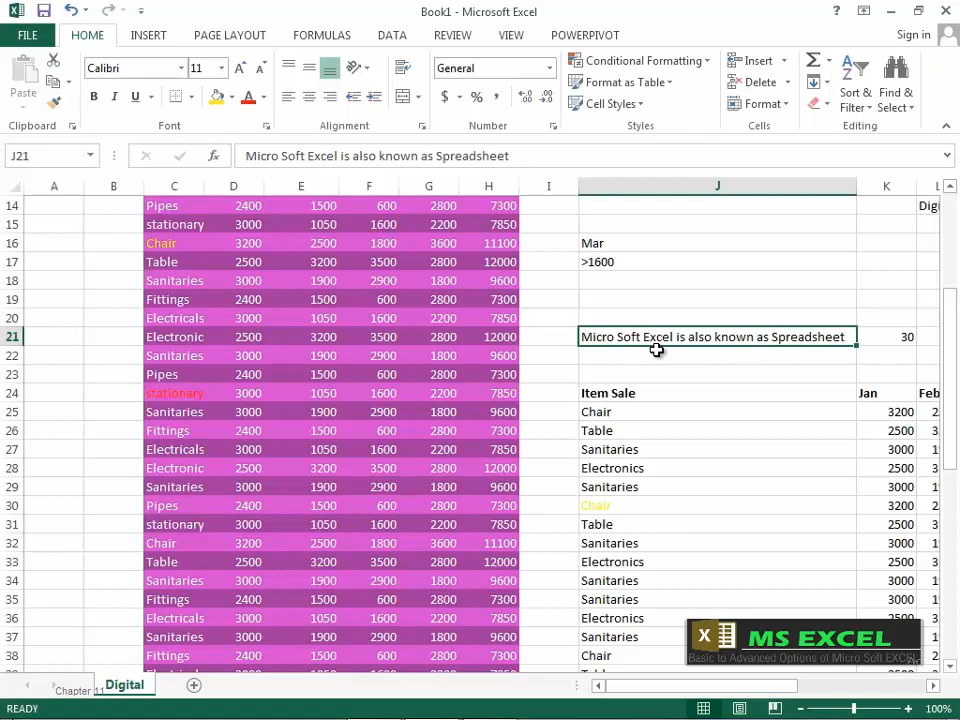 Book1 - Microsoft Excel
FILE HOME INSERT PAGE LAYOUT FORMULAS DATA REVIEW VIEW POWERPIVOT Sign in
Paste Calibri 11 General Conditional Formatting Insert
B I U $ % , Format as Table Delete Sort & Find &
Cell Styles Format Filter Select
Clipboard Font Alignment Number Styles Cells Editing
J21 fx Micro Soft Excel is also known as Spreadsheet
A B C D E F G H I J K L
14 Pipes 2400 1500 600 2800 7300 Digi
15 stationary 3000 1050 1600 2200 7850
16 Chair 3200 2500 1800 3600 11100 Mar
17 Table 2500 3200 3500 2800 12000 >1600
18 Sanitaries 3000 1900 2900 1800 9600
19 Fittings 2400 1500 600 2800 7300
20 Electricals 3000 1050 1600 2200 7850
21 Electronic 2500 3200 3500 2800 12000 Micro Soft Excel is also known as Spreadsheet 30
22 Sanitaries 3000 1900 2900 1800 9600
23 Pipes 2400 1500 600 2800 7300
24 stationary 3000 1050 1600 2200 7850 Item Sale Jan Feb
25 Sanitaries 3000 1900 2900 1800 9600 Chair 3200
26 Fittings 2400 1500 600 2800 7300 Table 2500
27 Electricals 3000 1050 1600 2200 7850 Sanitaries 3000
28 Electronic 2500 3200 3500 2800 12000 Electronics 2500
29 Sanitaries 3000 1900 2900 1800 9600 Sanitaries 3000
30 Pipes 2400 1500 600 2800 7300 Chair 3200
31 stationary 3000 1050 1600 2200 7850 Table 2500
32 Chair 3200 2500 1800 3600 11100 Sanitaries 3000
33 Table 2500 3200 3500 2800 12000 Electronics 2500
34 Sanitaries 3000 1900 2900 1800 9600 Sanitaries 3000
35 Fittings 2400 1500 600 2800 7300 Sanitaries 3000
36 Electricals 3000 1050 1600 2200 7850 Electronics 2500
37 Sanitaries 3000 1900 2900 1800 9600 Sanitaries
38 Fittings 2400 1500 600 2800 7300 Chair
MS EXCEL
Basic to Advanced Options of Micro Soft EXCEL
Chapter 11 Digital
READY 100%